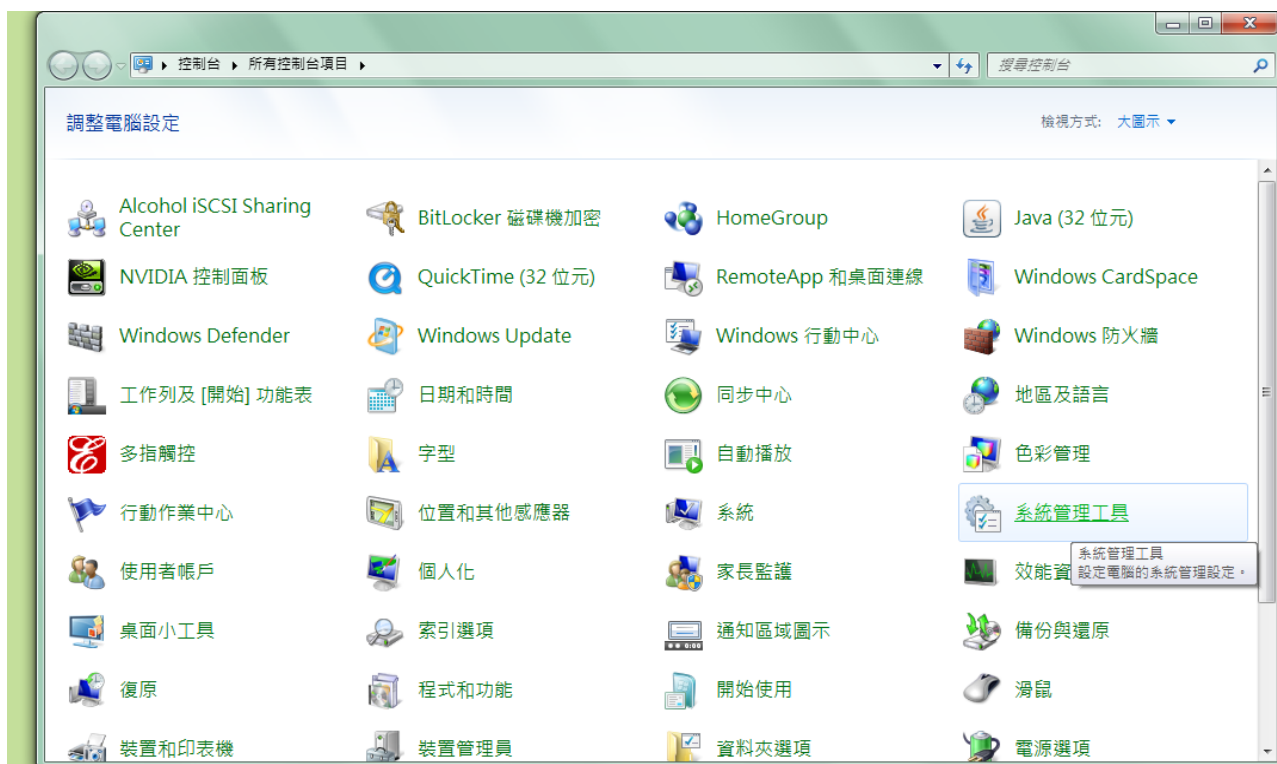 控制台 ▸ 所有控制台項目 ▸
搜尋控制台
調整電腦設定
檢視方式: 大圖示
Alcohol iSCSI Sharing
Center
BitLocker 磁碟機加密
HomeGroup
Java (32 位元)
NVIDIA 控制面板
QuickTime (32 位元)
RemoteApp 和桌面連線
Windows CardSpace
Windows Defender
Windows Update
Windows 行動中心
Windows 防火牆
工作列及 [開始] 功能表
日期和時間
同步中心
地區及語言
多指觸控
字型
自動播放
色彩管理
行動作業中心
位置和其他感應器
系統
系統管理工具
系統管理工具
設定電腦的系統管理設定。
使用者帳戶
個人化
家長監護
效能資
桌面小工具
索引選項
通知區域圖示
備份與還原
復原
程式和功能
開始使用
滑鼠
裝置和印表機
裝置管理員
資料夾選項
電源選項